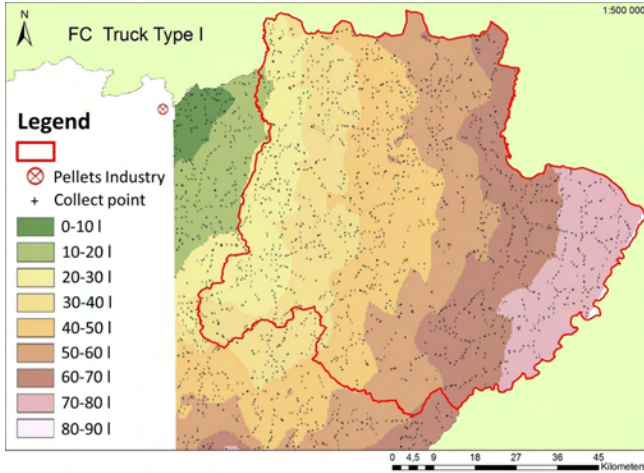 N
FC Truck Type I
1:500 000
Legend
Pellets Industry
Collect point
0-10 l
10-20 l
20-30 l
30-40 l
40-50 l
50-60 l
60-70 l
70-80 l
80-90 l
0 4,5 9 18 27 36 45
Kilometers